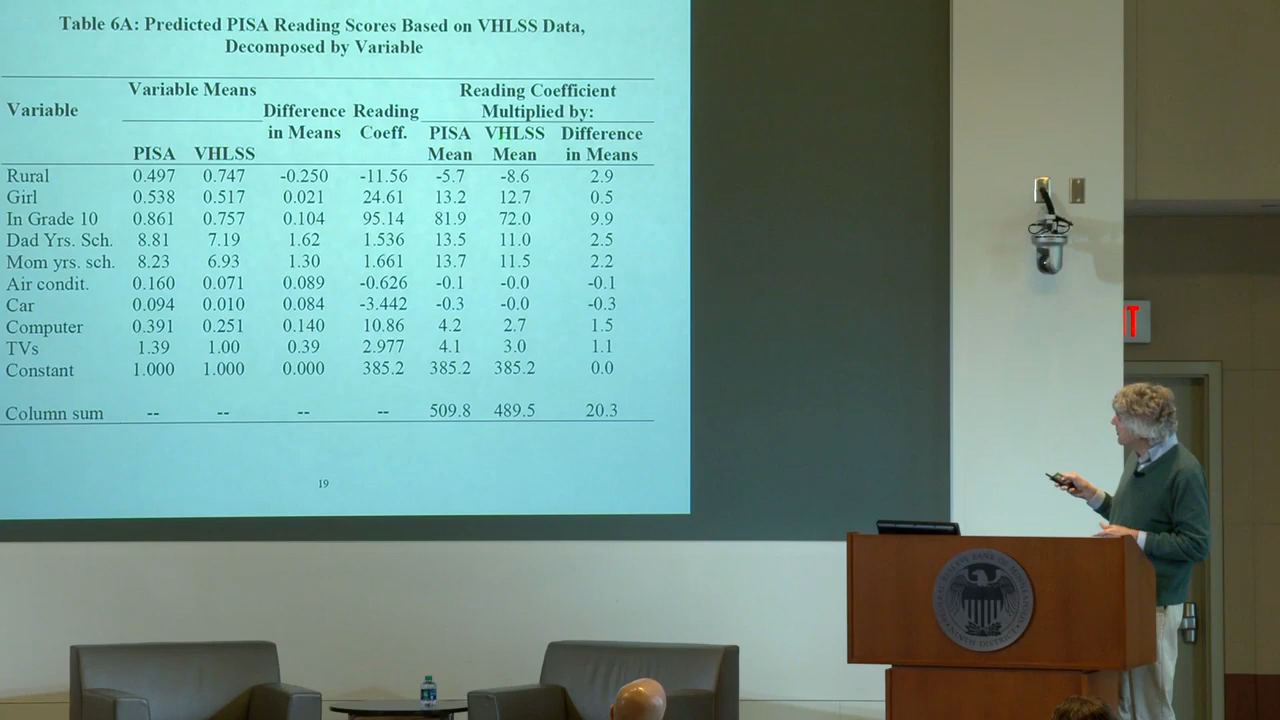 Table 6A: Predicted PISA Reading Scores Based on VHLSS Data,
Decomposed by Variable
Variable Means Reading Coefficient
Variable Difference Reading Multiplied by:
in Means Coeff. PISA VHLSS Difference
PISA VHLSS Mean Mean in Means
Rural 0.497 0.747 -0.250 -11.56 -5.7 -8.6 2.9
Girl 0.538 0.517 0.021 24.61 13.2 12.7 0.5
In Grade 10 0.861 0.757 0.104 95.14 81.9 72.0 9.9
Dad Yrs. Sch. 8.81 7.19 1.62 1.536 13.5 11.0 2.5
Mom yrs. sch. 8.23 6.93 1.30 1.661 13.7 11.5 2.2
Air condit. 0.160 0.071 0.089 -0.626 -0.1 -0.0 -0.1
Car 0.094 0.010 0.084 -3.442 -0.3 -0.0 -0.3
Computer 0.391 0.251 0.140 10.86 4.2 2.7 1.5
TVs 1.39 1.00 0.39 2.977 4.1 3.0 1.1
Constant 1.000 1.000 0.000 385.2 385.2 385.2 0.0
Column sum -- -- -- -- 509.8 489.5 20.3
19
IT
NINTH DISTRICT